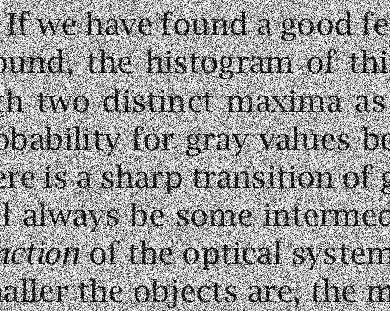 If we have found a good fe
ound, the histogram of thi
ch two distinct maxima as
obability for gray values be
ere is a sharp transition of g
l always be some intermed
nction of the optical system
naller the objects are, the m